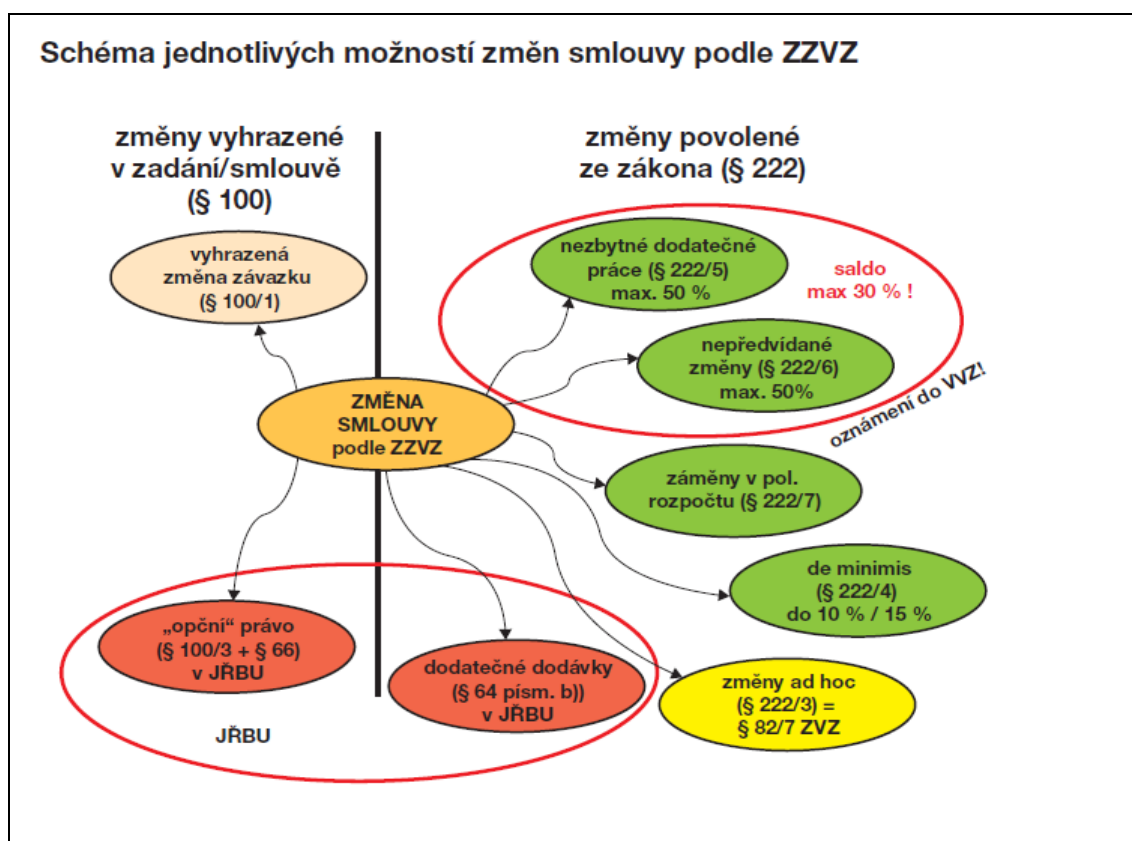 Schéma jednotlivých možností změn smlouvy podle ZZVZ
změny vyhrazené
v zadání/smlouvě
(§ 100)
změny povolené
ze zákona (§ 222)
vyhrazená
změna závazku
(§ 100/1)
nezbytné dodatečné
práce (§ 222/5)
max. 50 %
saldo
max 30 % !
nepředvídané
změny (§ 222/6)
max. 50%
oznámení do VVZ!
ZMĚNA
SMLOUVY
podle ZZVZ
záměny v pol.
rozpočtu (§ 222/7)
de minimis
(§ 222/4)
do 10 % / 15 %
„opční“ právo
(§ 100/3 + § 66)
v JŘBU
dodatečné dodávky
(§ 64 písm. b))
v JŘBU
změny ad hoc
(§ 222/3) =
§ 82/7 ZVZ
JŘBU